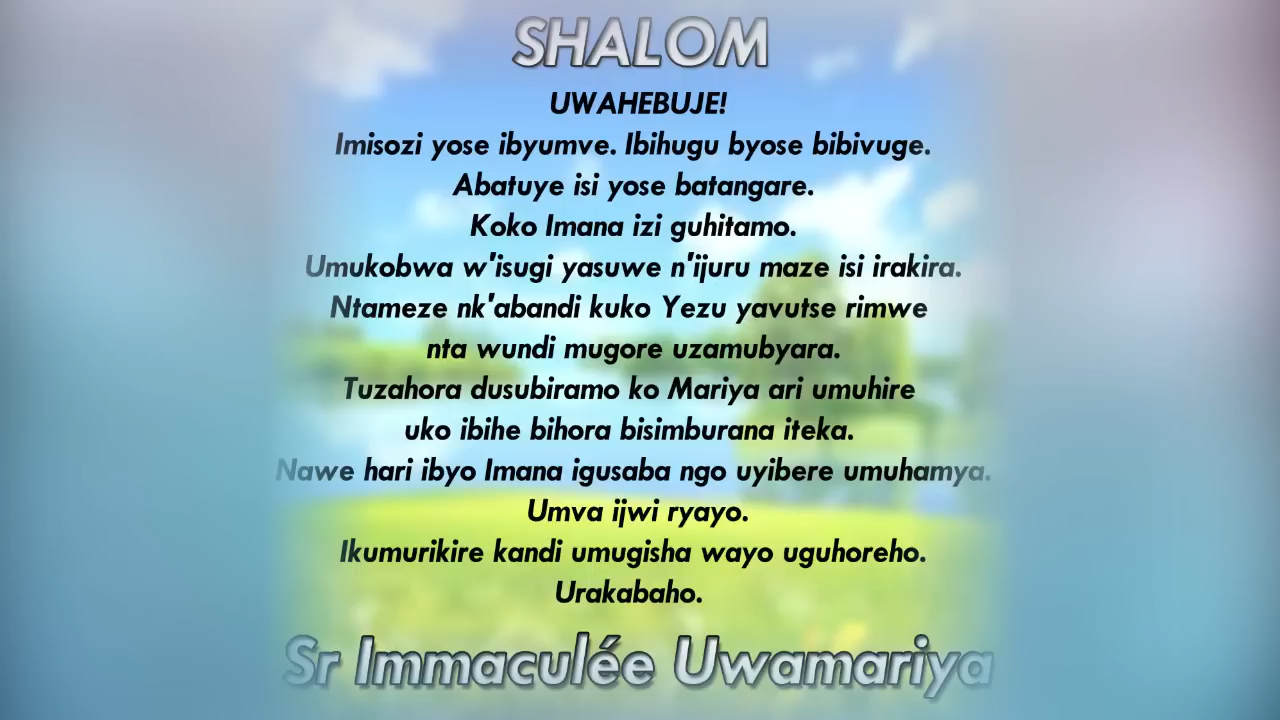 SHALOM
UWAHEBUJE!
Imisozi yose ibyumve. Ibihugu byose bibivuge.
Abatuye isi yose batangare.
Koko Imana izi guhitamo.
Umukobwa w'isugi yasuwe n'ijuru maze isi irakira.
Ntameze nk'abandi kuko Yezu yavutse rimwe
nta wundi mugore uzamubyara.
Tuzahora dusubiramo ko Mariya ari umuhire
uko ibihe bihora bisimburana iteka.
Nawe hari ibyo Imana igusaba ngo uyibere umuhamya.
Umva ijwi ryayo.
Ikumurikire kandi umugisha wayo uguhoreho.
Urakabaho.
Sr Immaculée Uwamariya